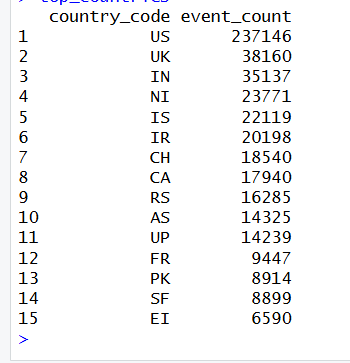 > top_countries
country_code event_count
1 US 237146
2 UK 38160
3 IN 35137
4 NI 23771
5 IS 22119
6 IR 20198
7 CH 18540
8 CA 17940
9 RS 16285
10 AS 14325
11 UP 14239
12 FR 9447
13 PK 8914
14 SF 8899
15 EI 6590
>